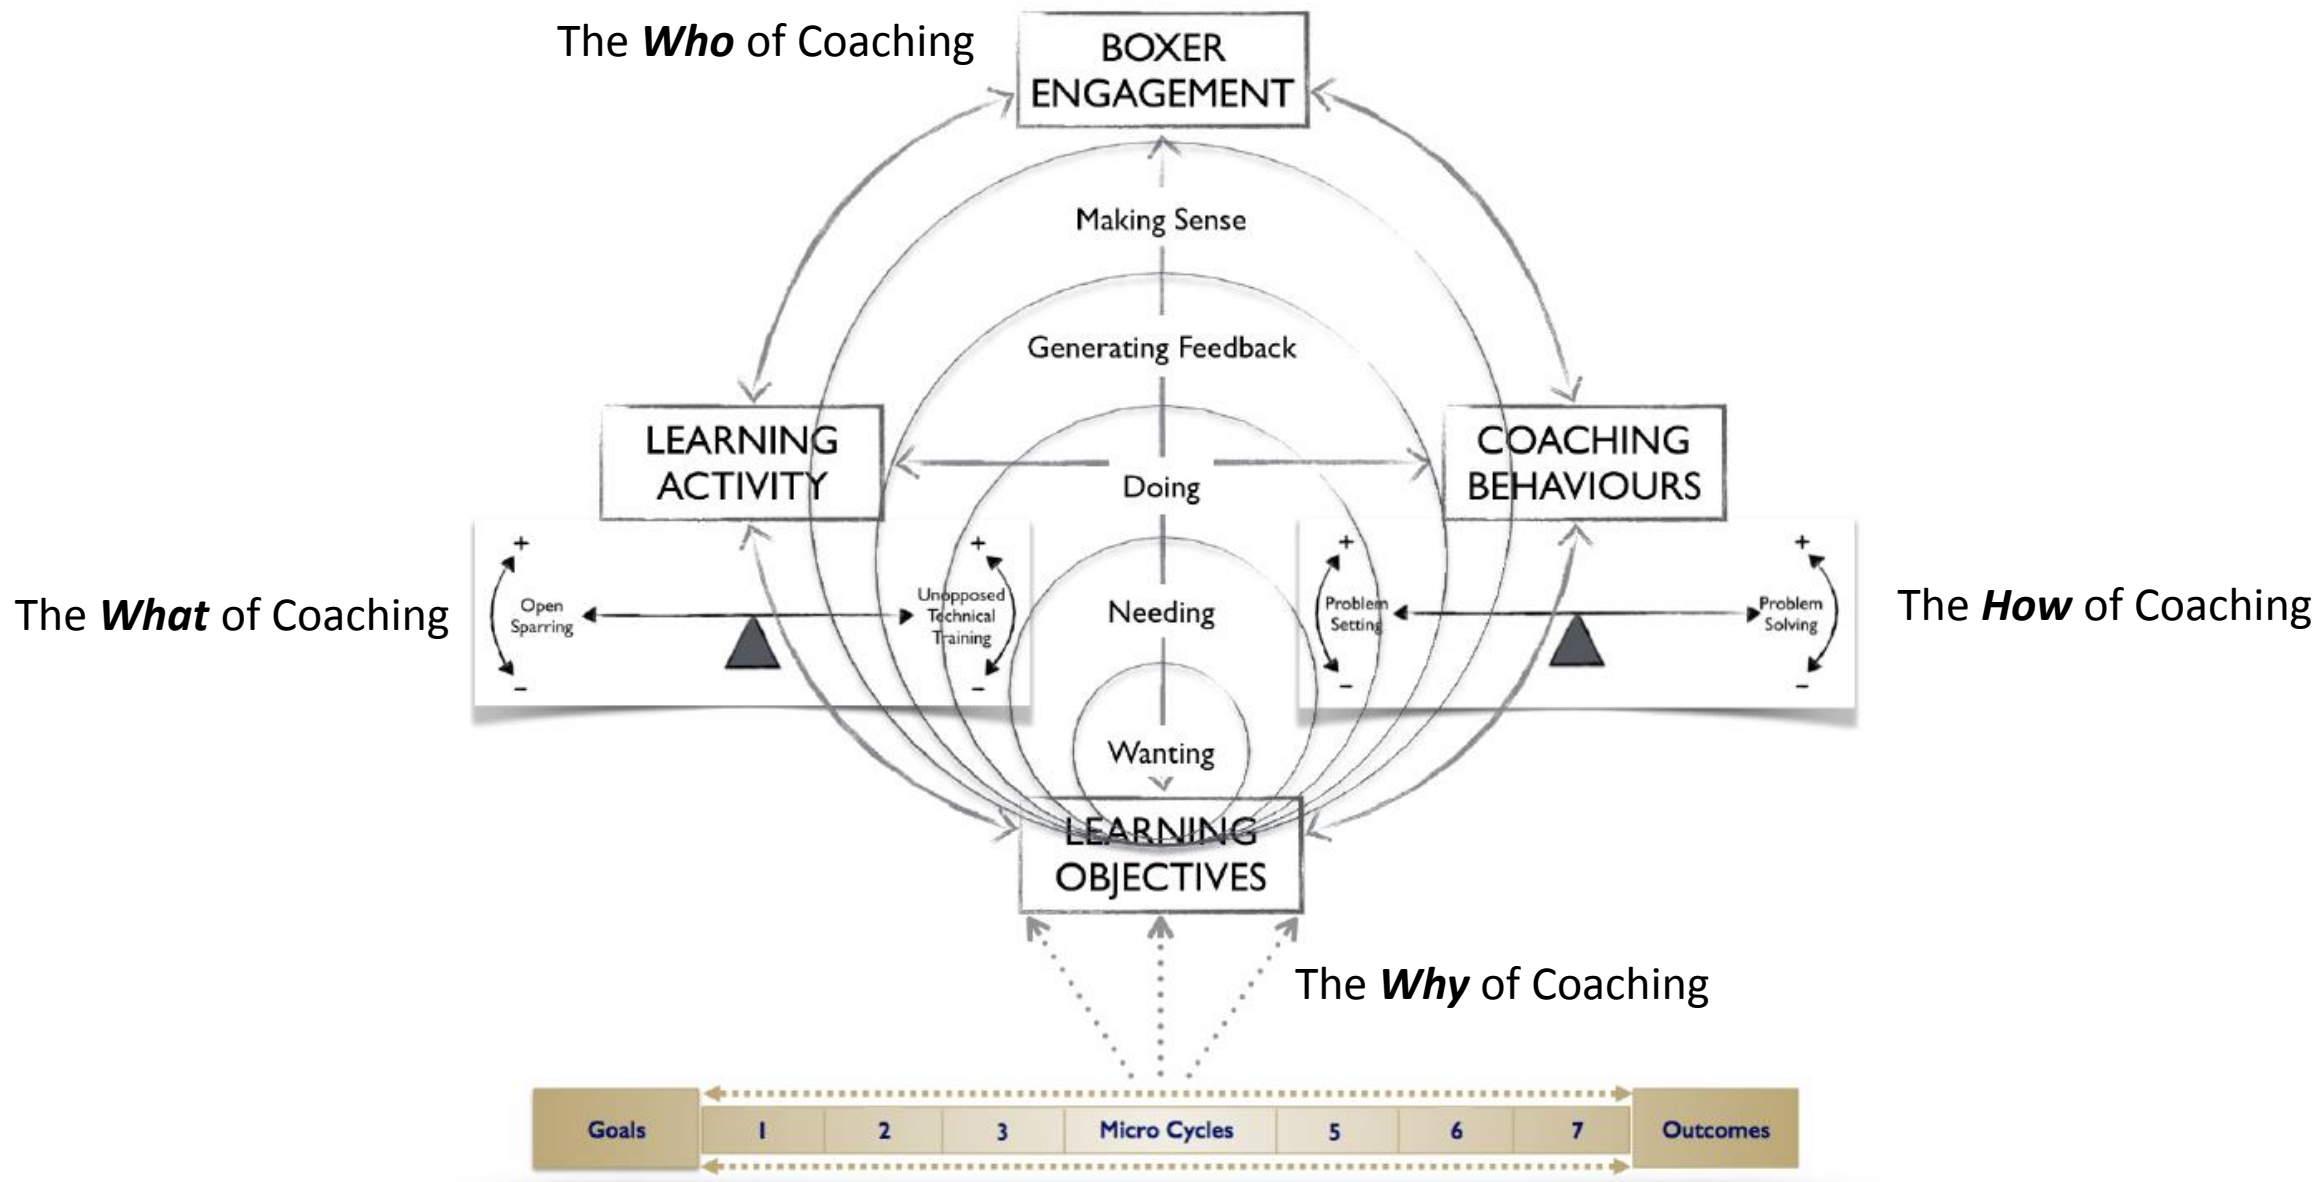 The Who of Coaching
BOXER
ENGAGEMENT
Making Sense
Generating Feedback
LEARNING
ACTIVITY
COACHING
BEHAVIOURS
Doing
+
+
+
+
Open
Sparring
Unopposed
Technical
Training
Problem
Setting
Problem
Solving
The What of Coaching
Needing
The How of Coaching
-
-
-
-
Wanting
LEARNING
OBJECTIVES
The Why of Coaching
Goals
1
2
3
Micro Cycles
5
6
7
Outcomes